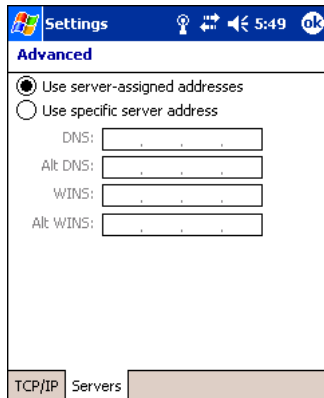 Settings 5:49 ok
Advanced
Use server-assigned addresses
Use specific server address
DNS: . . .
Alt DNS: . . .
WINS: . . .
Alt WINS: . . .
TCP/IP Servers